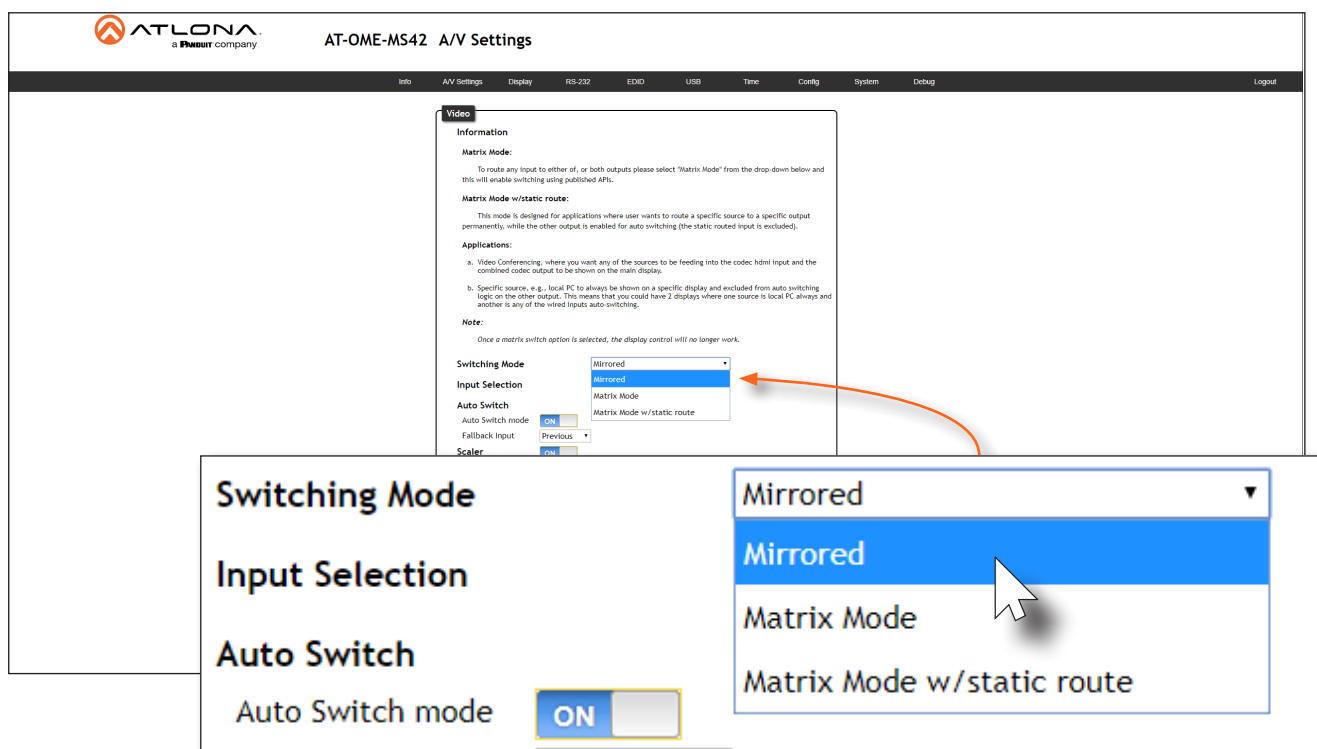 ATLONA.
a PANDUIT company
AT-OME-MS42 A/V Settings
Info A/V Settings Display RS-232 EDID USB Time Config System Debug Logout
Video
Information
Matrix Mode:
To route any input to either of, or both outputs please select "Matrix Mode" from the drop-down below and
this will enable switching using published APIs.
Matrix Mode w/static route:
This mode is designed for applications where user wants to route a specific source to a specific output
permanently, while the other output is enabled for auto switching (the static routed input is excluded).
Applications:
a. Video Conferencing, where you want any of the sources to be feeding into the codec hdmi input and the
combined codec output to be shown on the main display.
b. Specific source, e.g., local PC to always be shown on a specific display and excluded from auto switching
logic on the other output. This means that you could have 2 displays where one source is local PC always and
another is any of the wired inputs auto-switching.
Note:
Once a matrix switch option is selected, the display control will no longer work.
Switching Mode Mirrored
Mirrored
Input Selection
Matrix Mode
Auto Switch
Matrix Mode w/static route
Auto Switch mode ON
Fallback Input Previous
Scaler ON
Switching Mode Mirrored
Mirrored
Input Selection
Matrix Mode
Auto Switch
Matrix Mode w/static route
Auto Switch mode ON